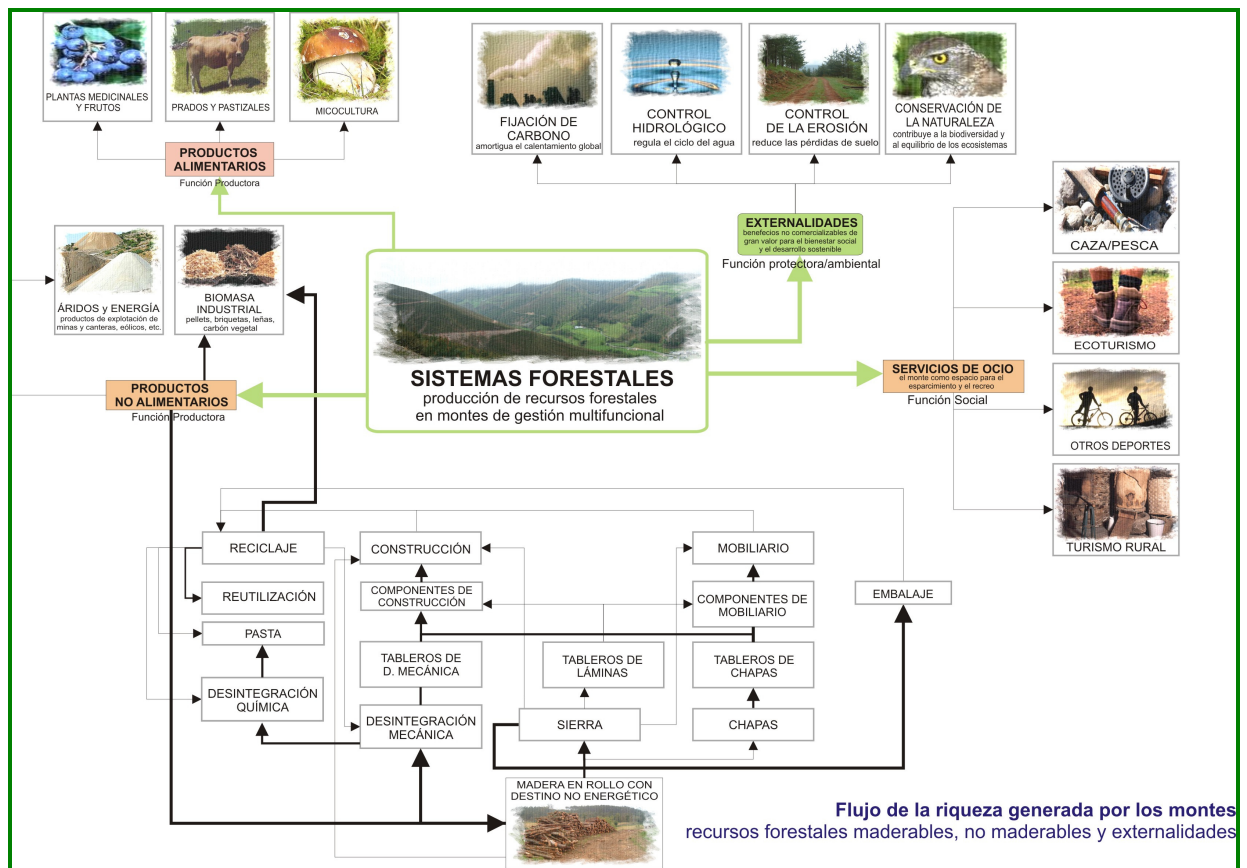 PLANTAS MEDICINALES
Y FRUTOS
PRADOS Y PASTIZALES
MICOCULTURA
PRODUCTOS
ALIMENTARIOS
Función Productora
FIJACIÓN DE
CARBONO
amortigua el calentamiento global
CONTROL
HIDROLÓGICO
regula el ciclo del agua
CONTROL
DE LA EROSIÓN
reduce las pérdidas de suelo
CONSERVACIÓN DE
LA NATURALEZA
contribuye a la biodiversidad y
al equilibrio de los ecosistemas
EXTERNALIDADES
benefecios no comercializables de
gran valor para el bienestar social
y el desarrollo sostenible
Función protectora/ambiental
CAZA/PESCA
ECOTURISMO
OTROS DEPORTES
TURISMO RURAL
SERVICIOS DE OCIO
el monte como espacio para el
esparcimiento y el recreo
Función Social
ÁRIDOS y ENERGÍA
productos de explotación de
minas y canteras, eólicos, etc.
BIOMASA
INDUSTRIAL
pellets, briquetas, leñas,
carbón vegetal
PRODUCTOS
NO ALIMENTARIOS
Función Productora
SISTEMAS FORESTALES
producción de recursos forestales
en montes de gestión multifuncional
RECICLAJE
CONSTRUCCIÓN
MOBILIARIO
REUTILIZACIÓN
COMPONENTES DE
CONSTRUCCIÓN
COMPONENTES DE
MOBILIARIO
EMBALAJE
PASTA
TABLEROS DE
D. MECÁNICA
TABLEROS DE
LÁMINAS
TABLEROS DE
CHAPAS
DESINTEGRACIÓN
QUÍMICA
DESINTEGRACIÓN
MECÁNICA
SIERRA
CHAPAS
MADERA EN ROLLO CON
DESTINO NO ENERGÉTICO
Flujo de la riqueza generada por los montes
recursos forestales maderables, no maderables y externalidades